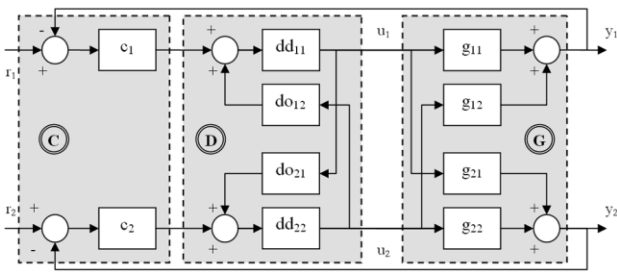 - u₁ y₁
+ c₁ + dd₁₁ g₁₁ +
r₁ + + +
do₁₂ g₁₂
C D G
do₂₁ g₂₁
r₂ + + + y₂
c₂ dd₂₂ g₂₂
- + u₂ +